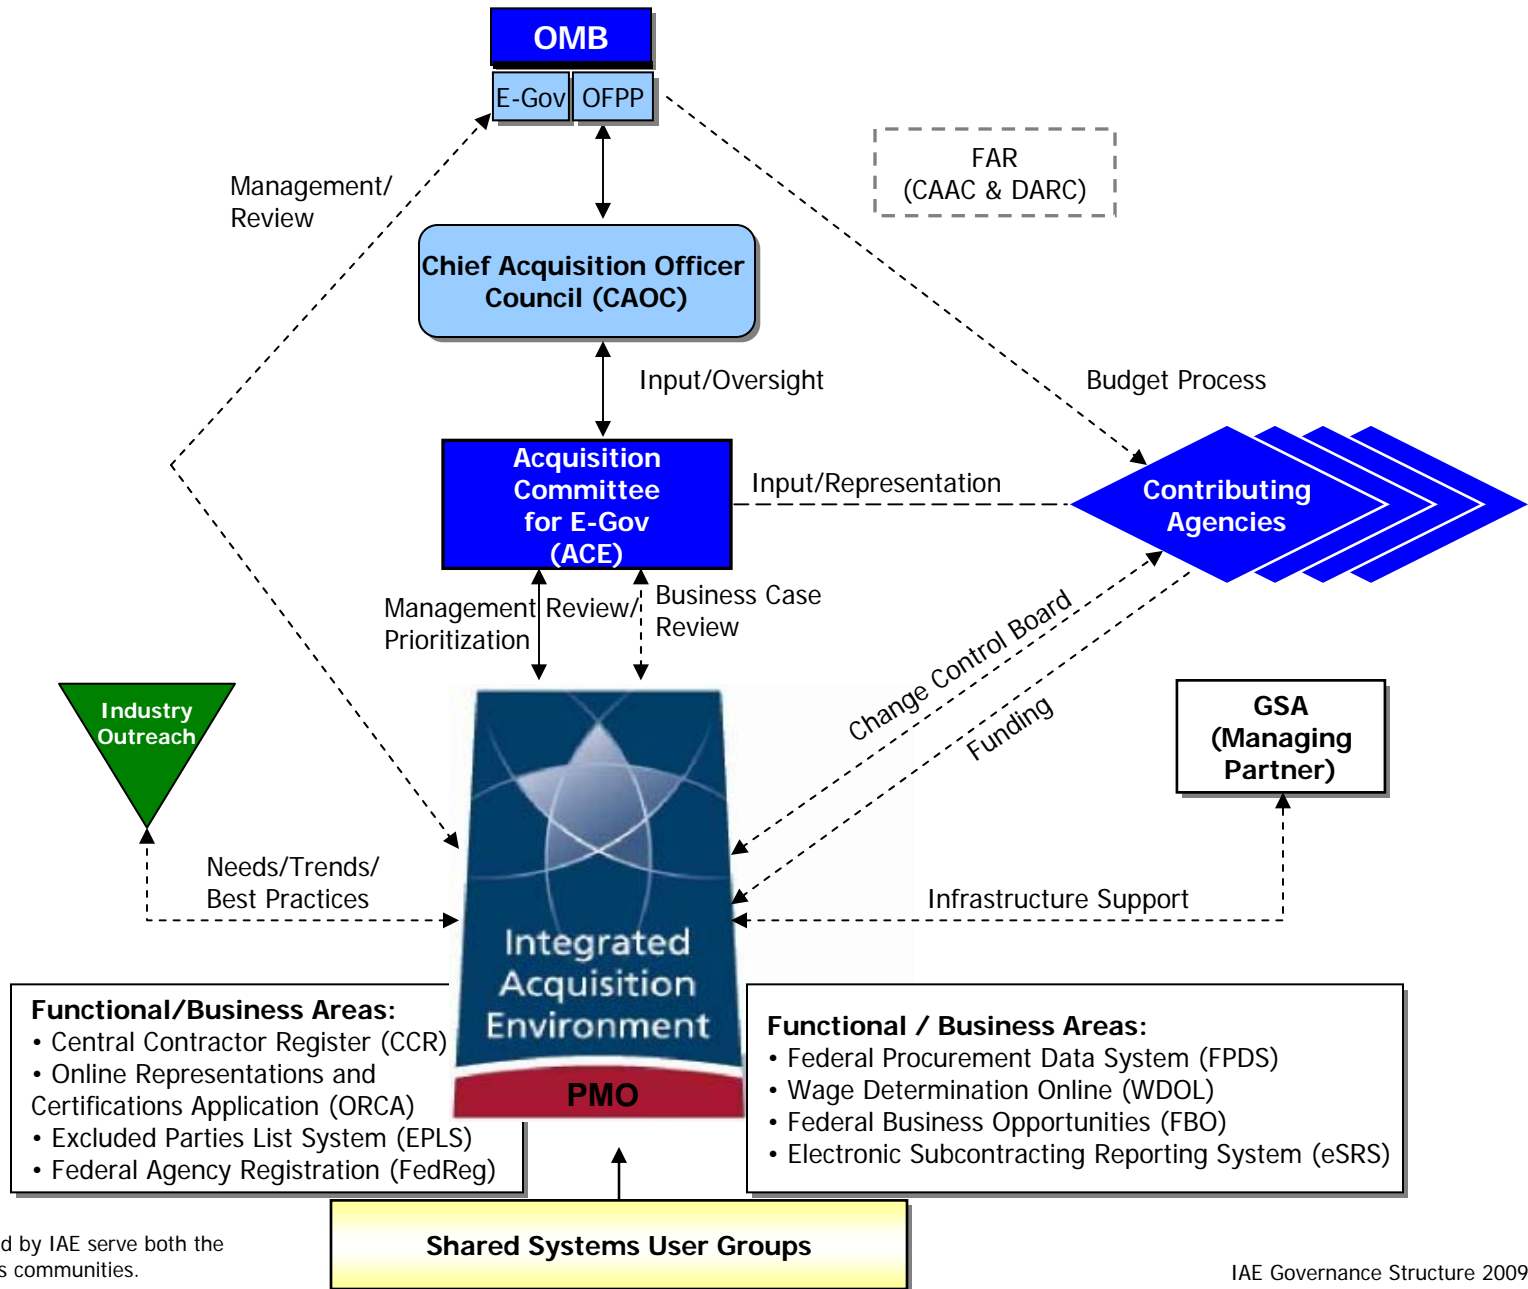 OMB
E-Gov
OFPP
FAR
(CAAC & DARC)
Management/
Review
Chief Acquisition Officer
Council (CAOC)
Input/Oversight
Budget Process
Acquisition
Committee
for E-Gov
(ACE)
Input/Representation
Contributing
Agencies
Management Review/
Prioritization
Business Case
Review
Change Control Board
Funding
Industry
Outreach
GSA
(Managing
Partner)
Needs/Trends/
Best Practices
Infrastructure Support
Integrated
Acquisition
Environment
PMO
Functional/Business Areas:
• Central Contractor Register (CCR)
• Online Representations and
Certifications Application (ORCA)
• Excluded Parties List System (EPLS)
• Federal Agency Registration (FedReg)
Functional / Business Areas:
• Federal Procurement Data System (FPDS)
• Wage Determination Online (WDOL)
• Federal Business Opportunities (FBO)
• Electronic Subcontracting Reporting System (eSRS)
Shared Systems User Groups
d by IAE serve both the
s communities.
IAE Governance Structure 2009